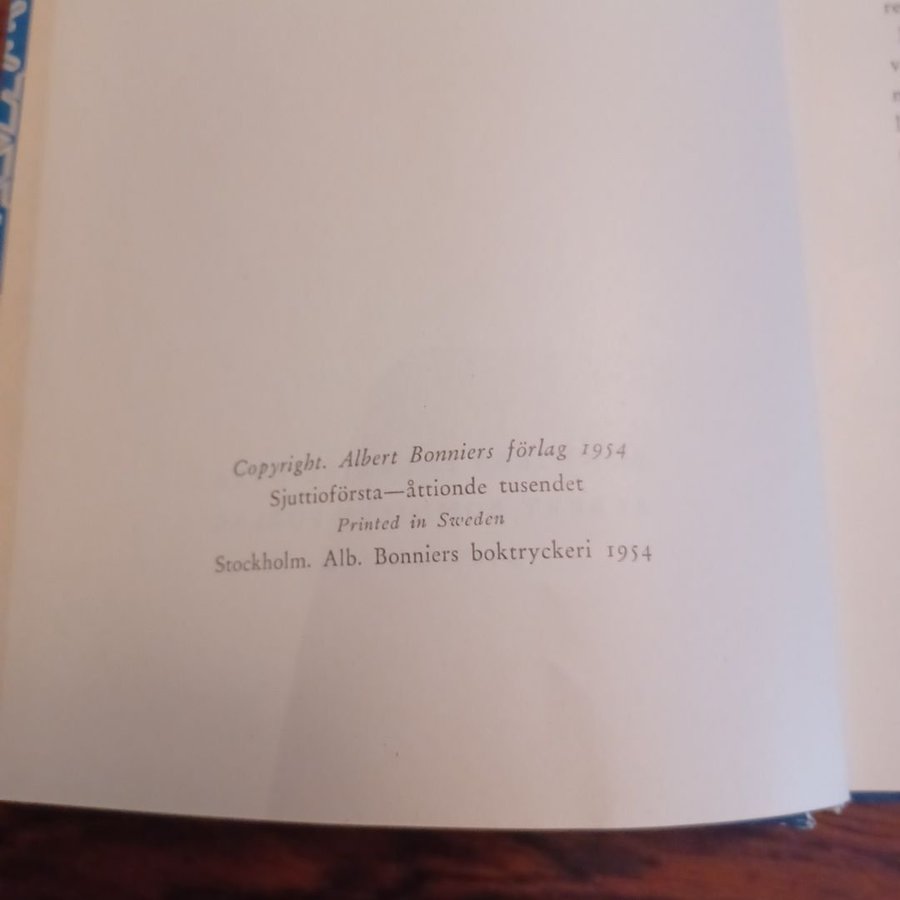 Copyright. Albert Bonniers förlag 1954
Sjuttioförsta—åttionde tusendet
Printed in Sweden
Stockholm. Alb. Bonniers boktryckeri 1954